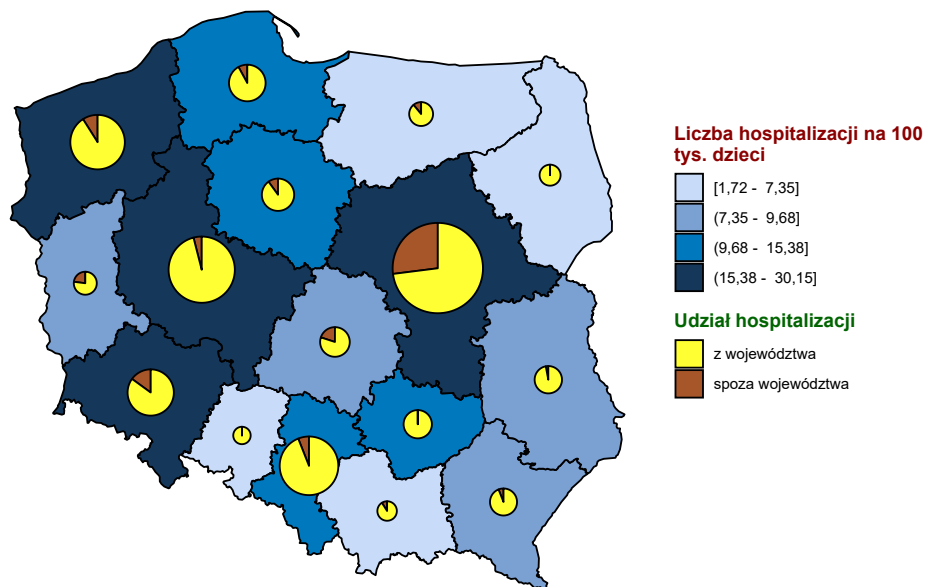 Liczba hospitalizacji na 100
tys. dzieci
[1,72 - 7,35]
(7,35 - 9,68]
(9,68 - 15,38]
(15,38 - 30,15]
Udział hospitalizacji
z województwa
spoza województwa